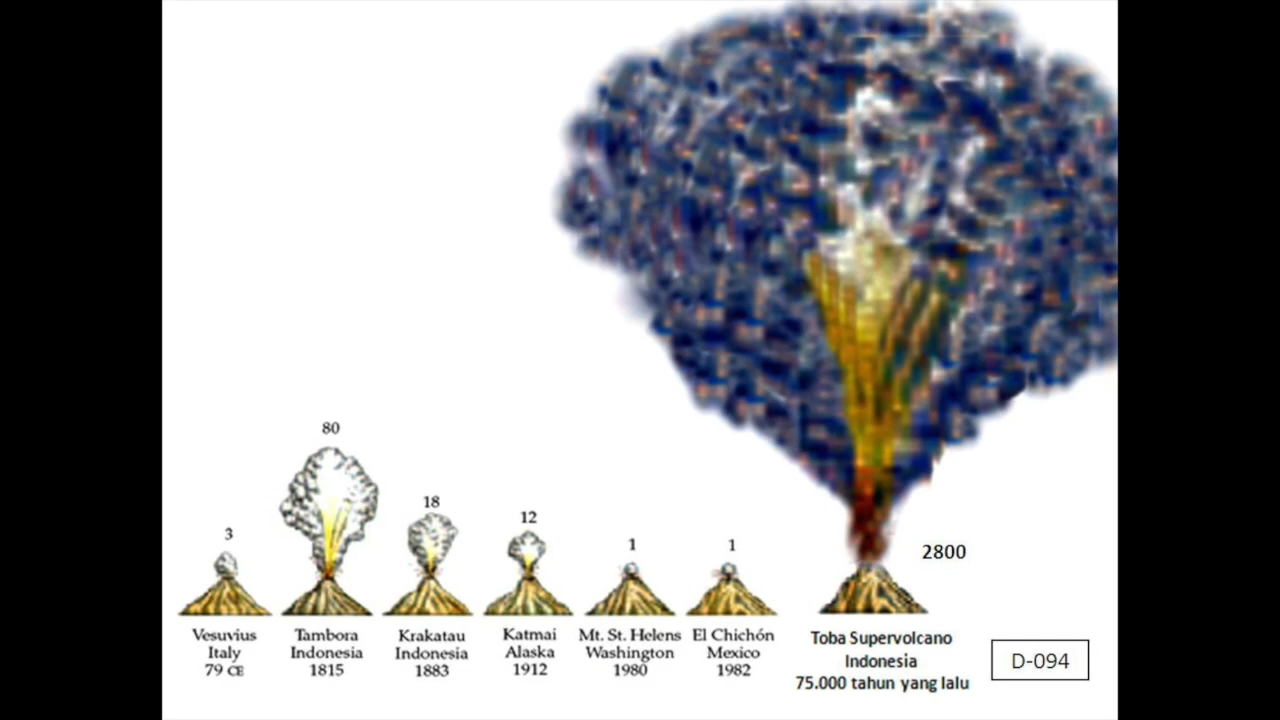 80
18
12
3
1
1
2800
Vesuvius
Italy
79 CE
Tambora
Indonesia
1815
Krakatau
Indonesia
1883
Katmai
Alaska
1912
Mt. St. Helens
Washington
1980
El Chichón
Mexico
1982
Toba Supervolcano
Indonesia
75.000 tahun yang lalu
D-094